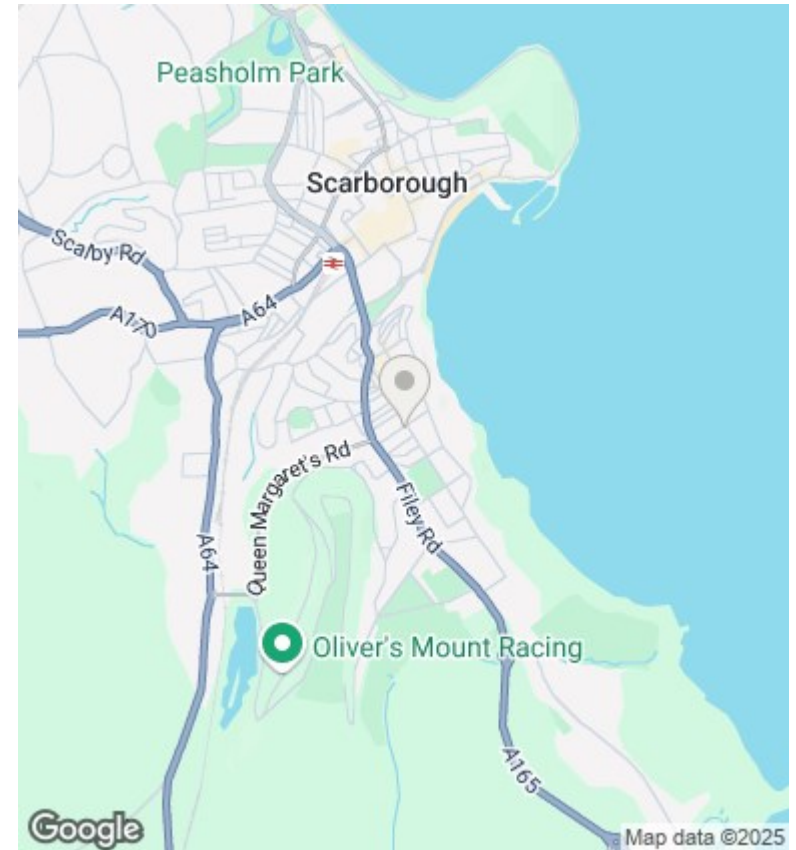 Peasholm Park
Scarborough
Scalby Rd
A170
A64
Queen Margaret's Rd
Filey Rd
A64
Oliver's Mount Racing
A165
Google
Map data ©2025